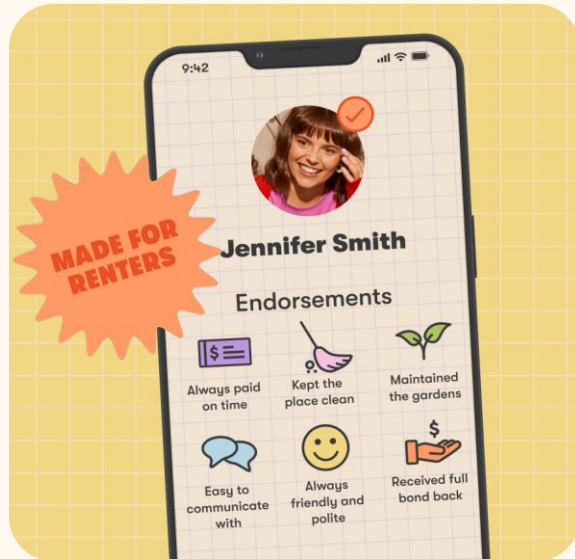 9:42
MADE FOR
RENTERS
Jennifer Smith
Endorsements
$
Always paid
on time
Kept the
place clean
Maintained
the gardens
$
Easy to
communicate
with
Always
friendly and
polite
Received full
bond back